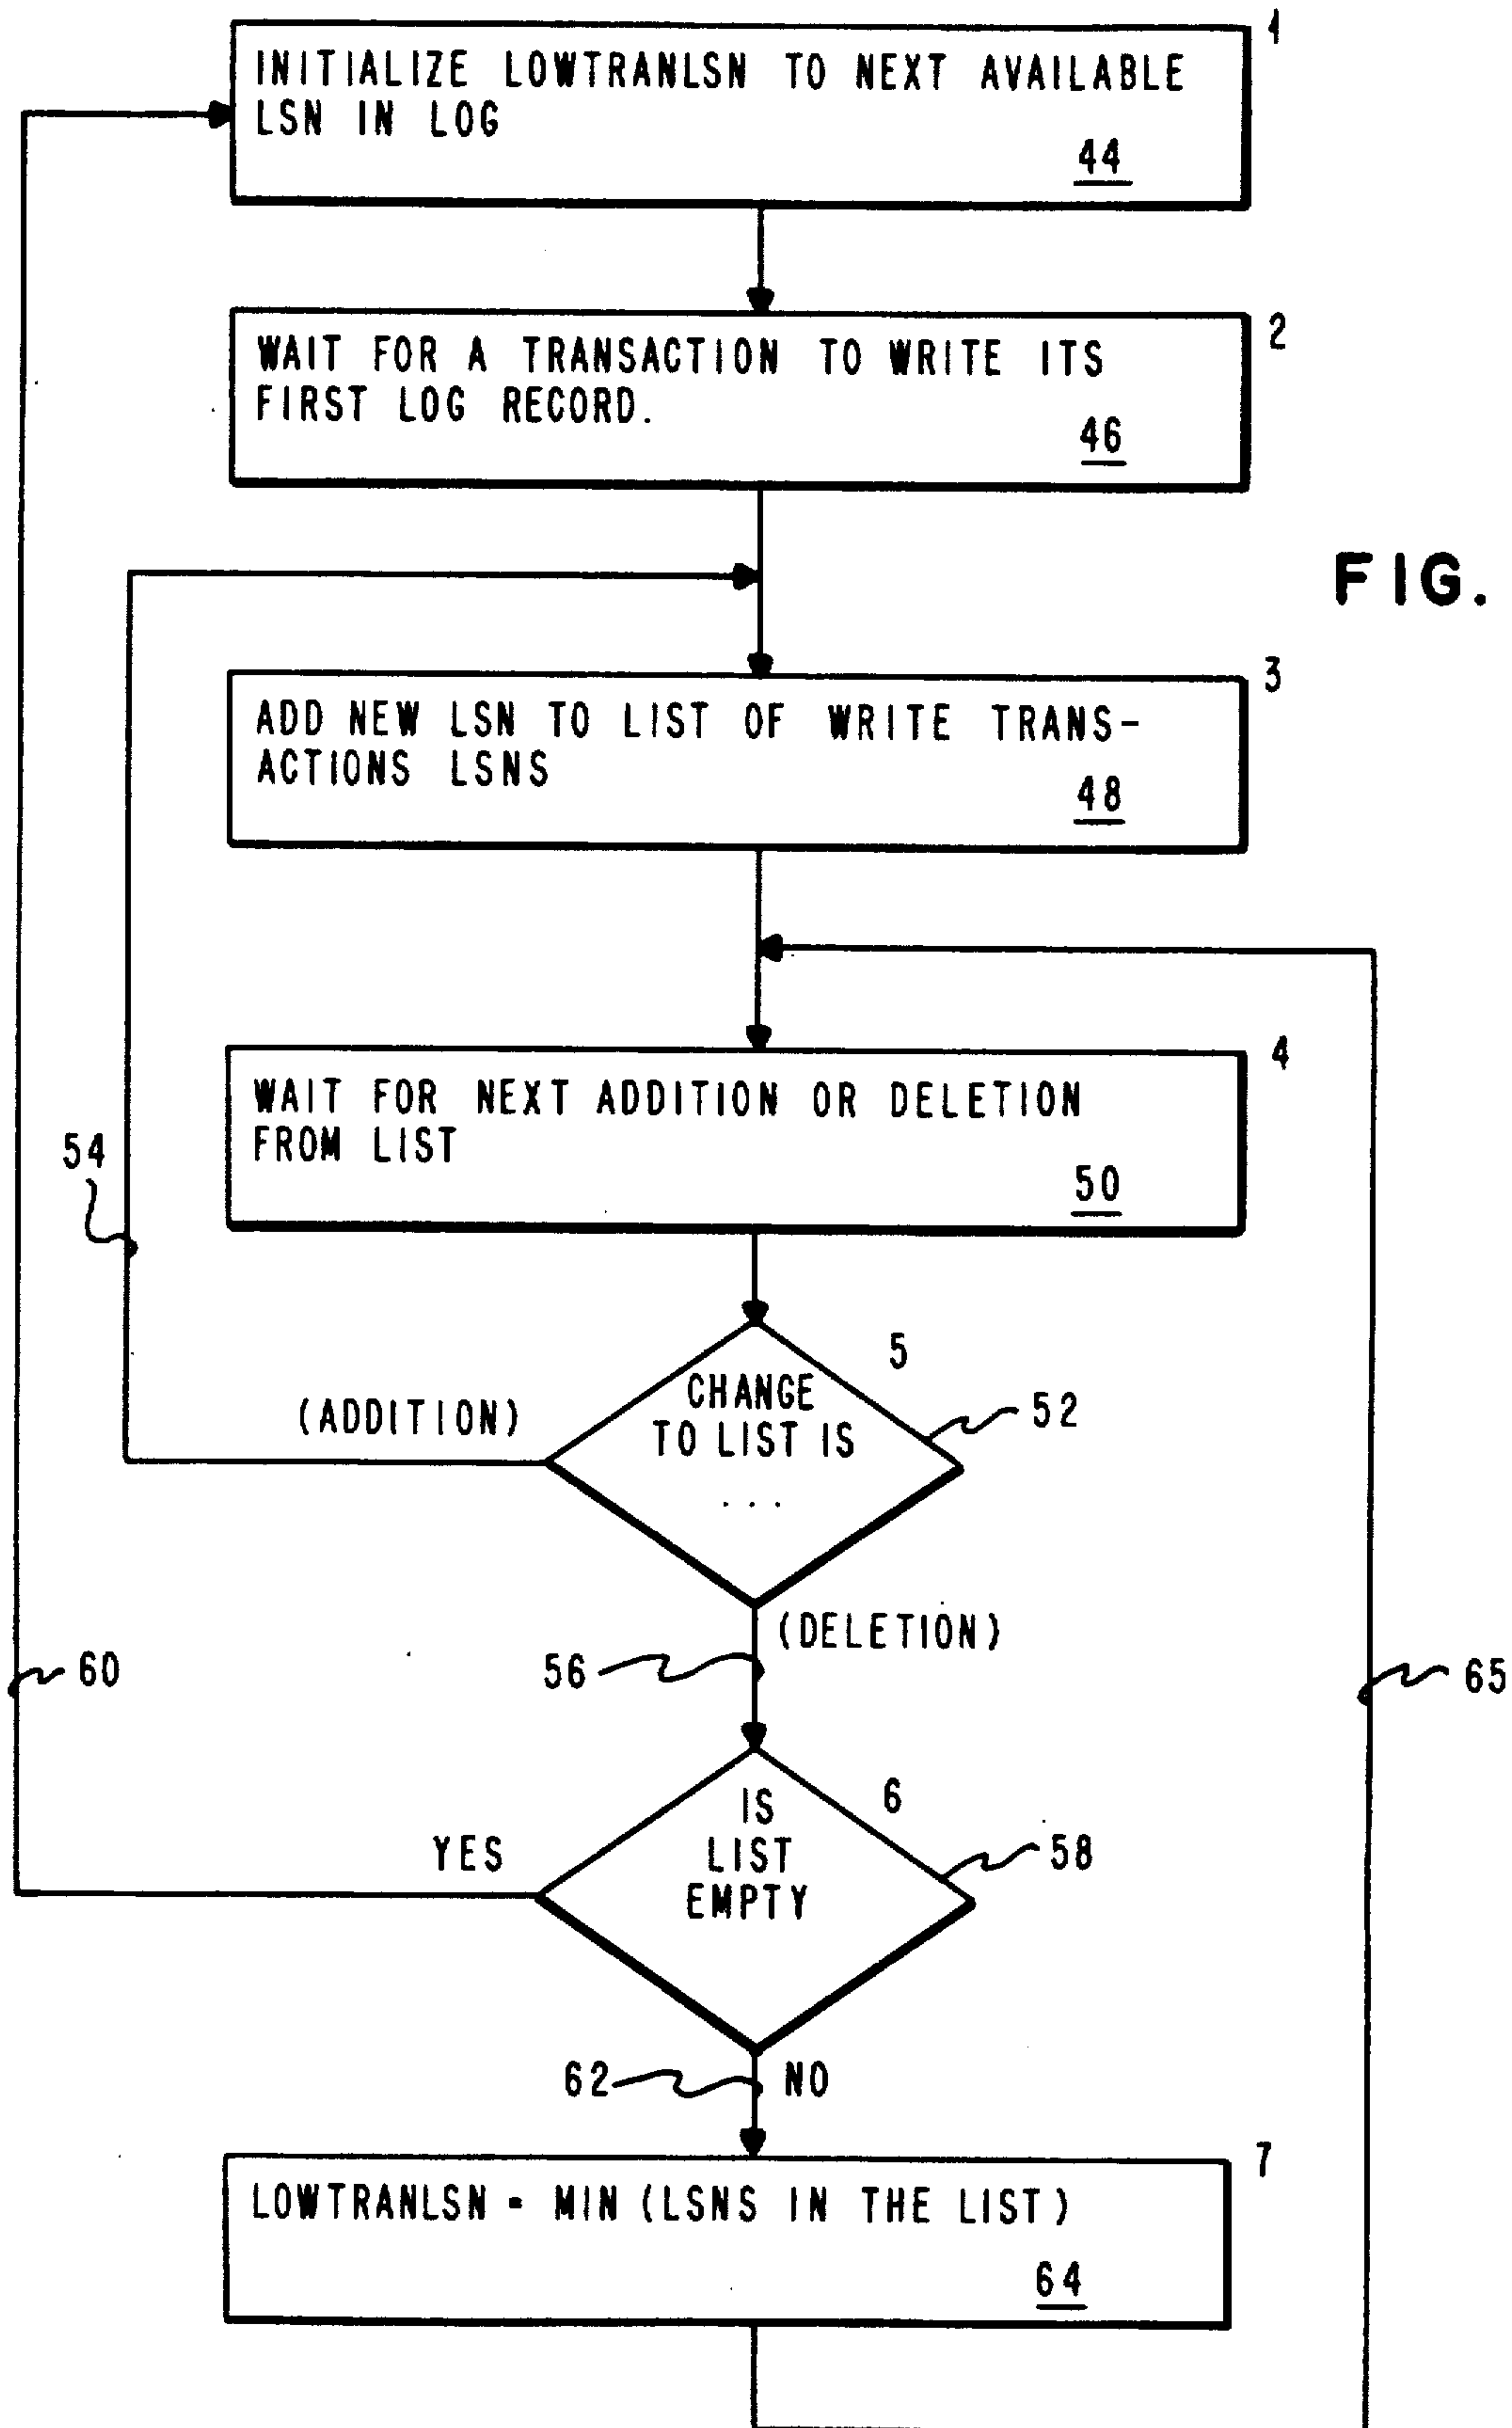 1
INITIALIZE LOWTRANLSN TO NEXT AVAILABLE
LSN IN LOG
44
2
WAIT FOR A TRANSACTION TO WRITE ITS
FIRST LOG RECORD.
46
FIG.
3
ADD NEW LSN TO LIST OF WRITE TRANS-
ACTIONS LSNS
48
4
WAIT FOR NEXT ADDITION OR DELETION
FROM LIST
50
54
5
CHANGE
TO LIST IS
. . .
52
(ADDITION)
(DELETION)
56
60
65
6
IS
LIST
EMPTY
58
YES
62
NO
7
LOWTRANLSN = MIN (LSNS IN THE LIST)
64